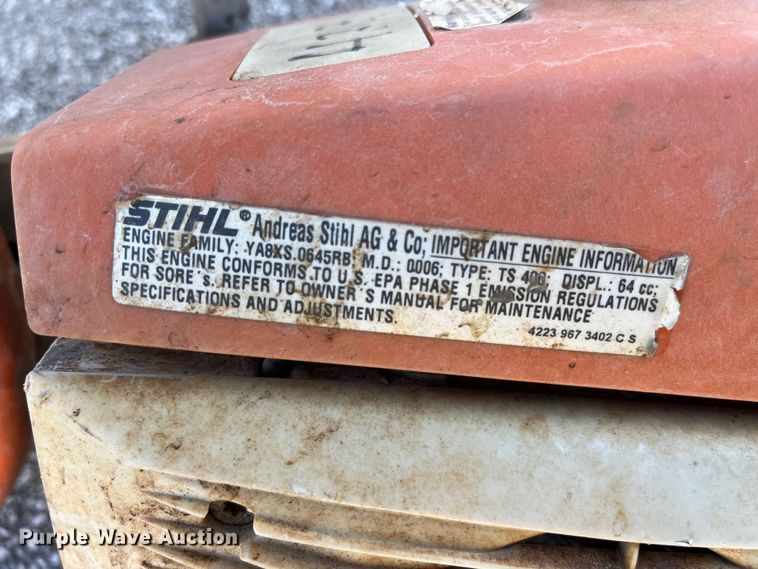 STIHL® Andreas Stihl AG & Co; IMPORTANT ENGINE INFORMATION
ENGINE FAMILY: YA8XS.0645RB; M.D.: 0006; TYPE: TS 400; DISPL.: 64 cc;
THIS ENGINE CONFORMS TO U.S. EPA PHASE 1 EMISSION REGULATIONS
FOR SORE`s. REFER TO OWNER`S MANUAL FOR MAINTENANCE
SPECIFICATIONS AND ADJUSTMENTS.
4223 967 3402 C S
Purple Wave Auction